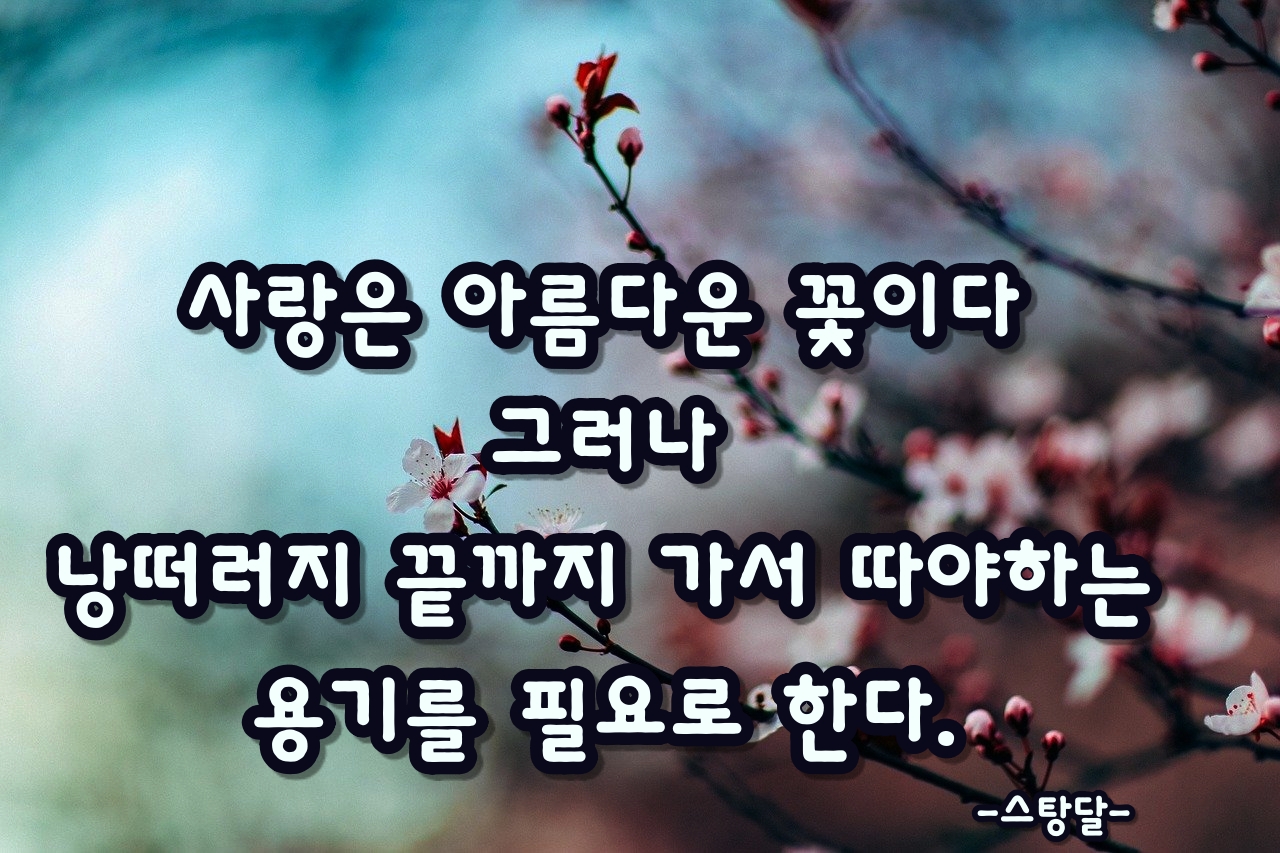 사랑은 아름다운 꽃이다
그러나
낭떠러지 끝까지 가서 따야하는
용기를 필요로 한다.
-스탕달-